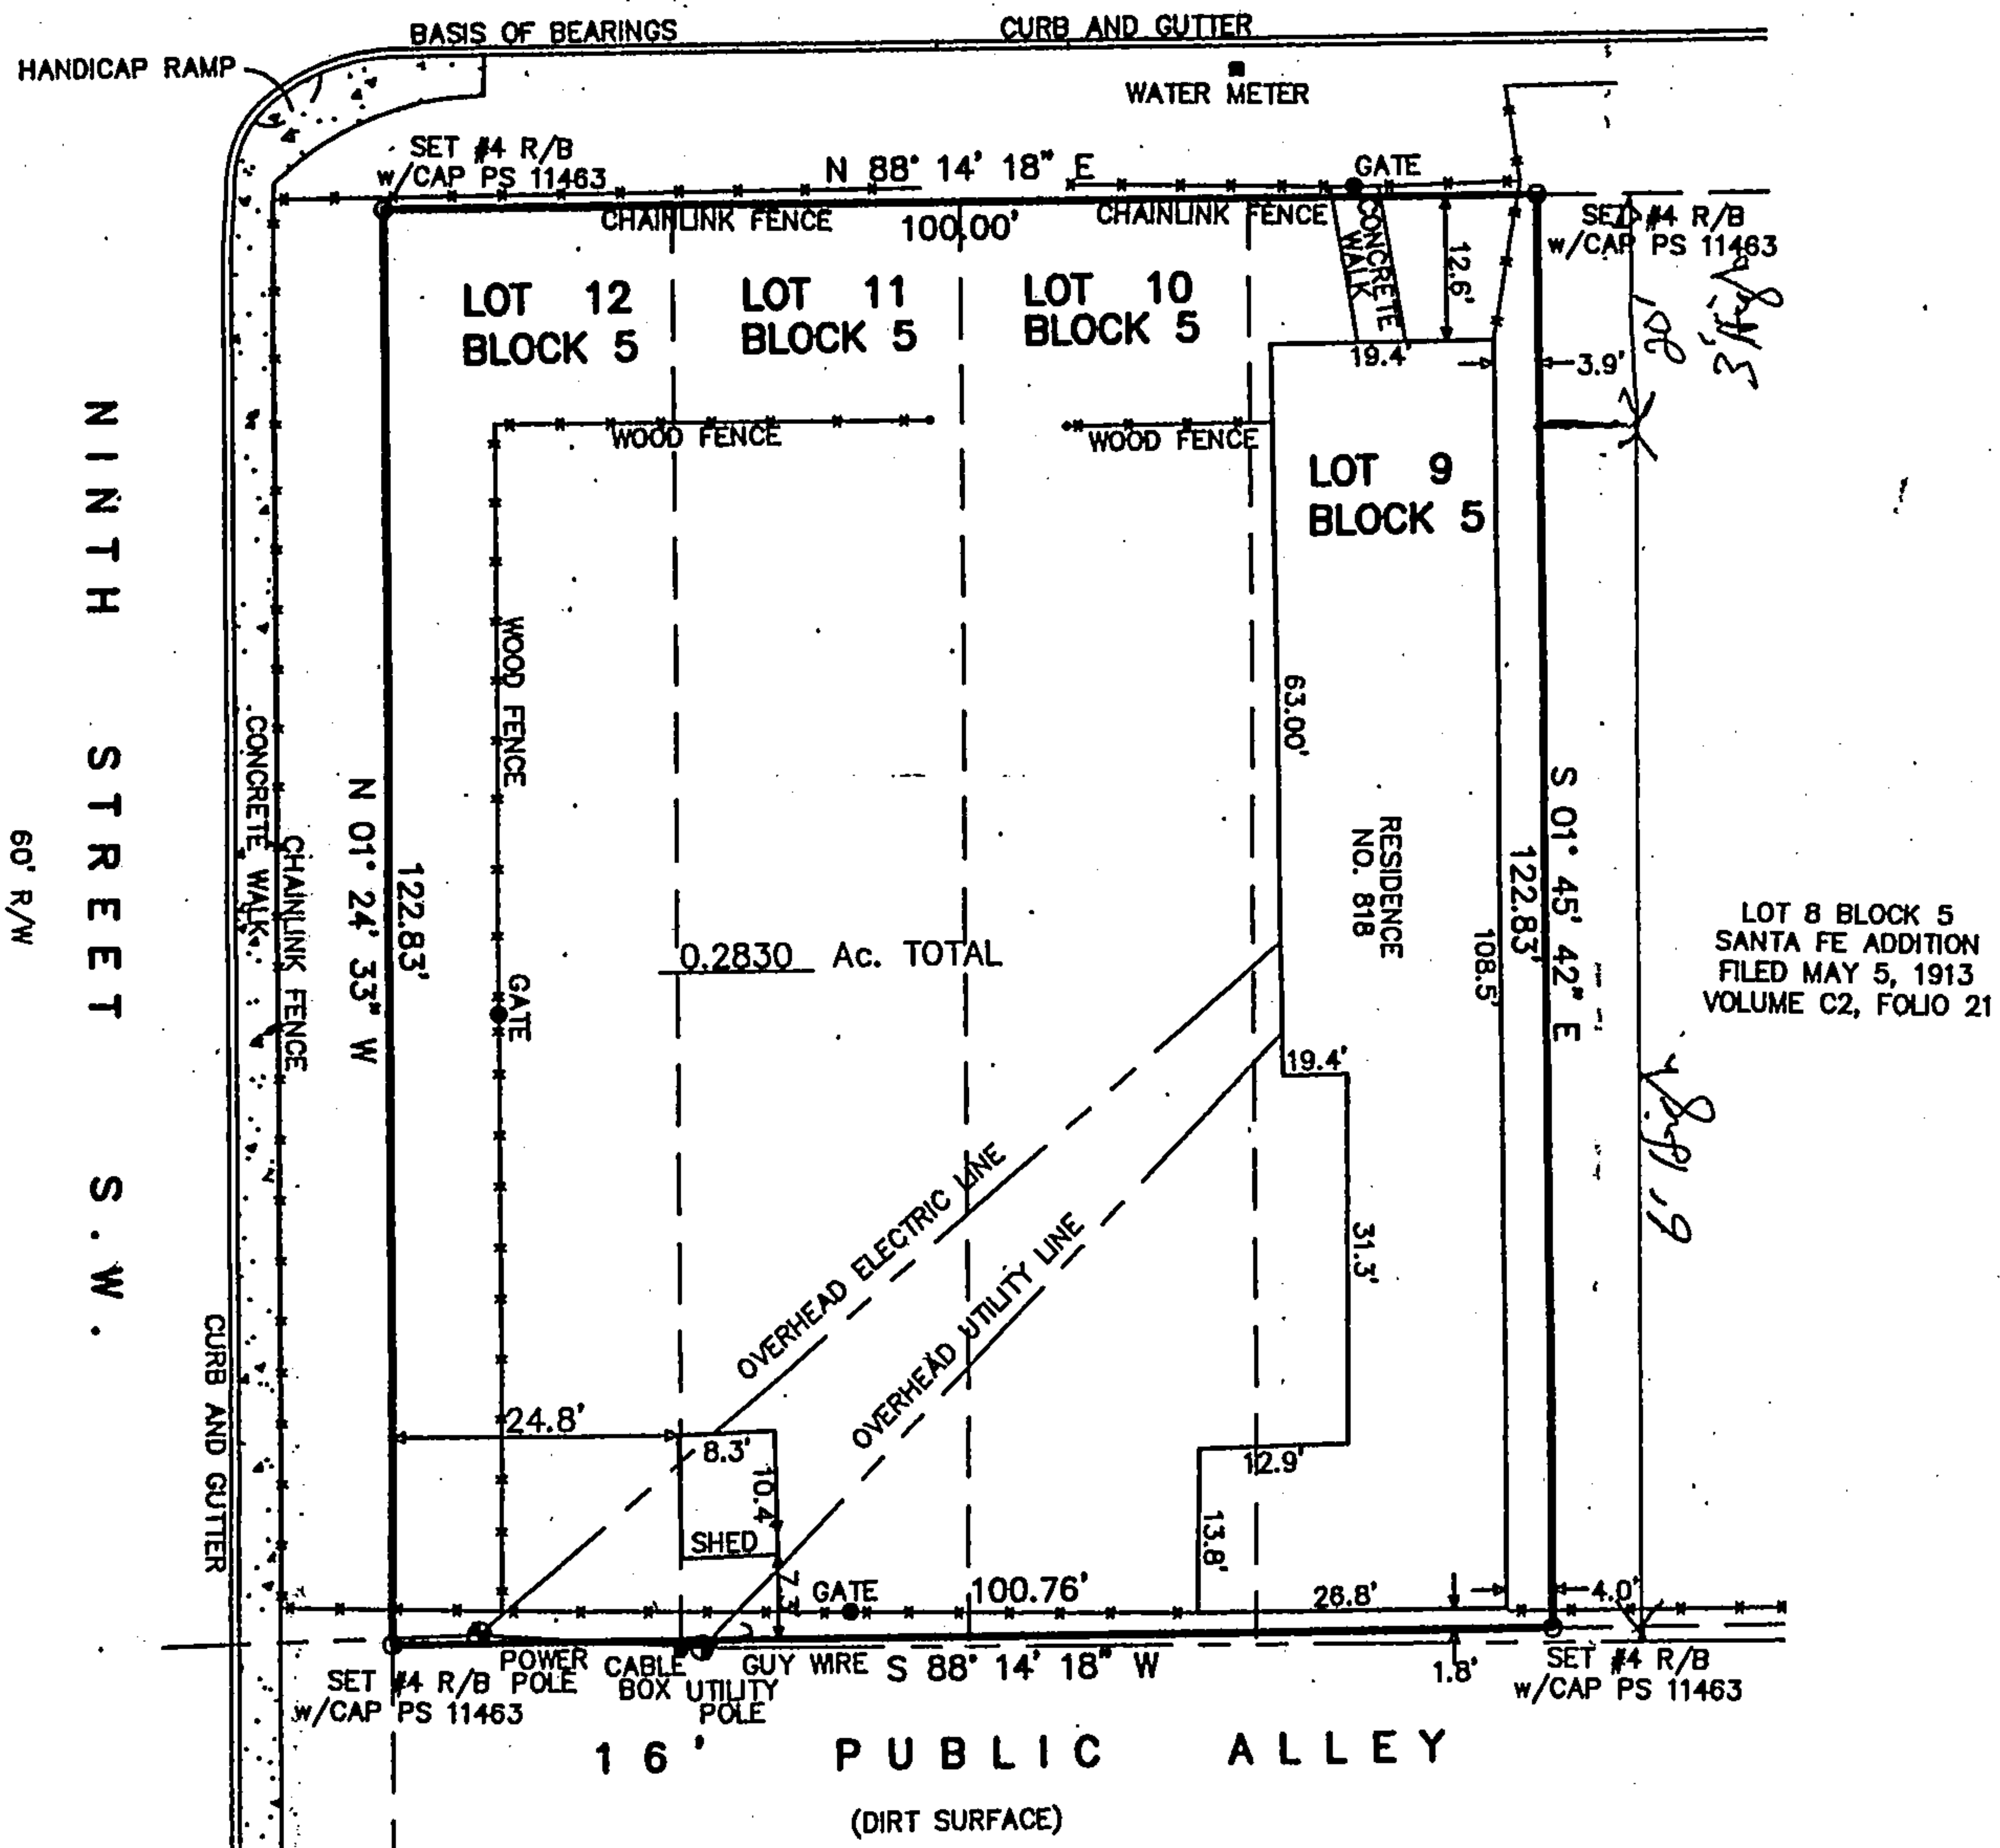 BASIS OF BEARINGS
CURB AND GUTTER
HANDICAP RAMP
WATER METER
SET #4 R/B
w/CAP PS 11463
N 88° 14' 18" E
GATE
CHAINLINK FENCE
100.00'
CHAINLINK FENCE
CONCRETE
WALK
12.6'
SET #4 R/B
w/CAP PS 11463
LOT 12
BLOCK 5
LOT 11
BLOCK 5
LOT 10
BLOCK 5
19.4'
3.9'
WOOD FENCE
WOOD FENCE
LOT 9
BLOCK 5
NINTH STREET S.W.
60' R/W
CONCRETE WALK
CHAINLINK FENCE
CURB AND GUTTER
N 01° 24' 33" W
122.83'
WOOD FENCE
GATE
63.00'
RESIDENCE
NO. 818
108.5'
122.83'
S 01° 45' 42" E
LOT 8 BLOCK 5
SANTA FE ADDITION
FILED MAY 5, 1913
VOLUME C2, FOLIO 21
0.2830 Ac. TOTAL
19.4'
31.3'
OVERHEAD ELECTRIC LINE
OVERHEAD UTILITY LINE
24.8'
8.3'
10.4'
SHED
7.3'
12.9'
13.8'
GATE
100.76'
26.8'
4.0'
1.8'
POWER
POLE
CABLE
BOX
UTILITY
POLE
GUY WIRE
S 88° 14' 18" W
SET #4 R/B
w/CAP PS 11463
SET #4 R/B
w/CAP PS 11463
16' PUBLIC ALLEY
(DIRT SURFACE)